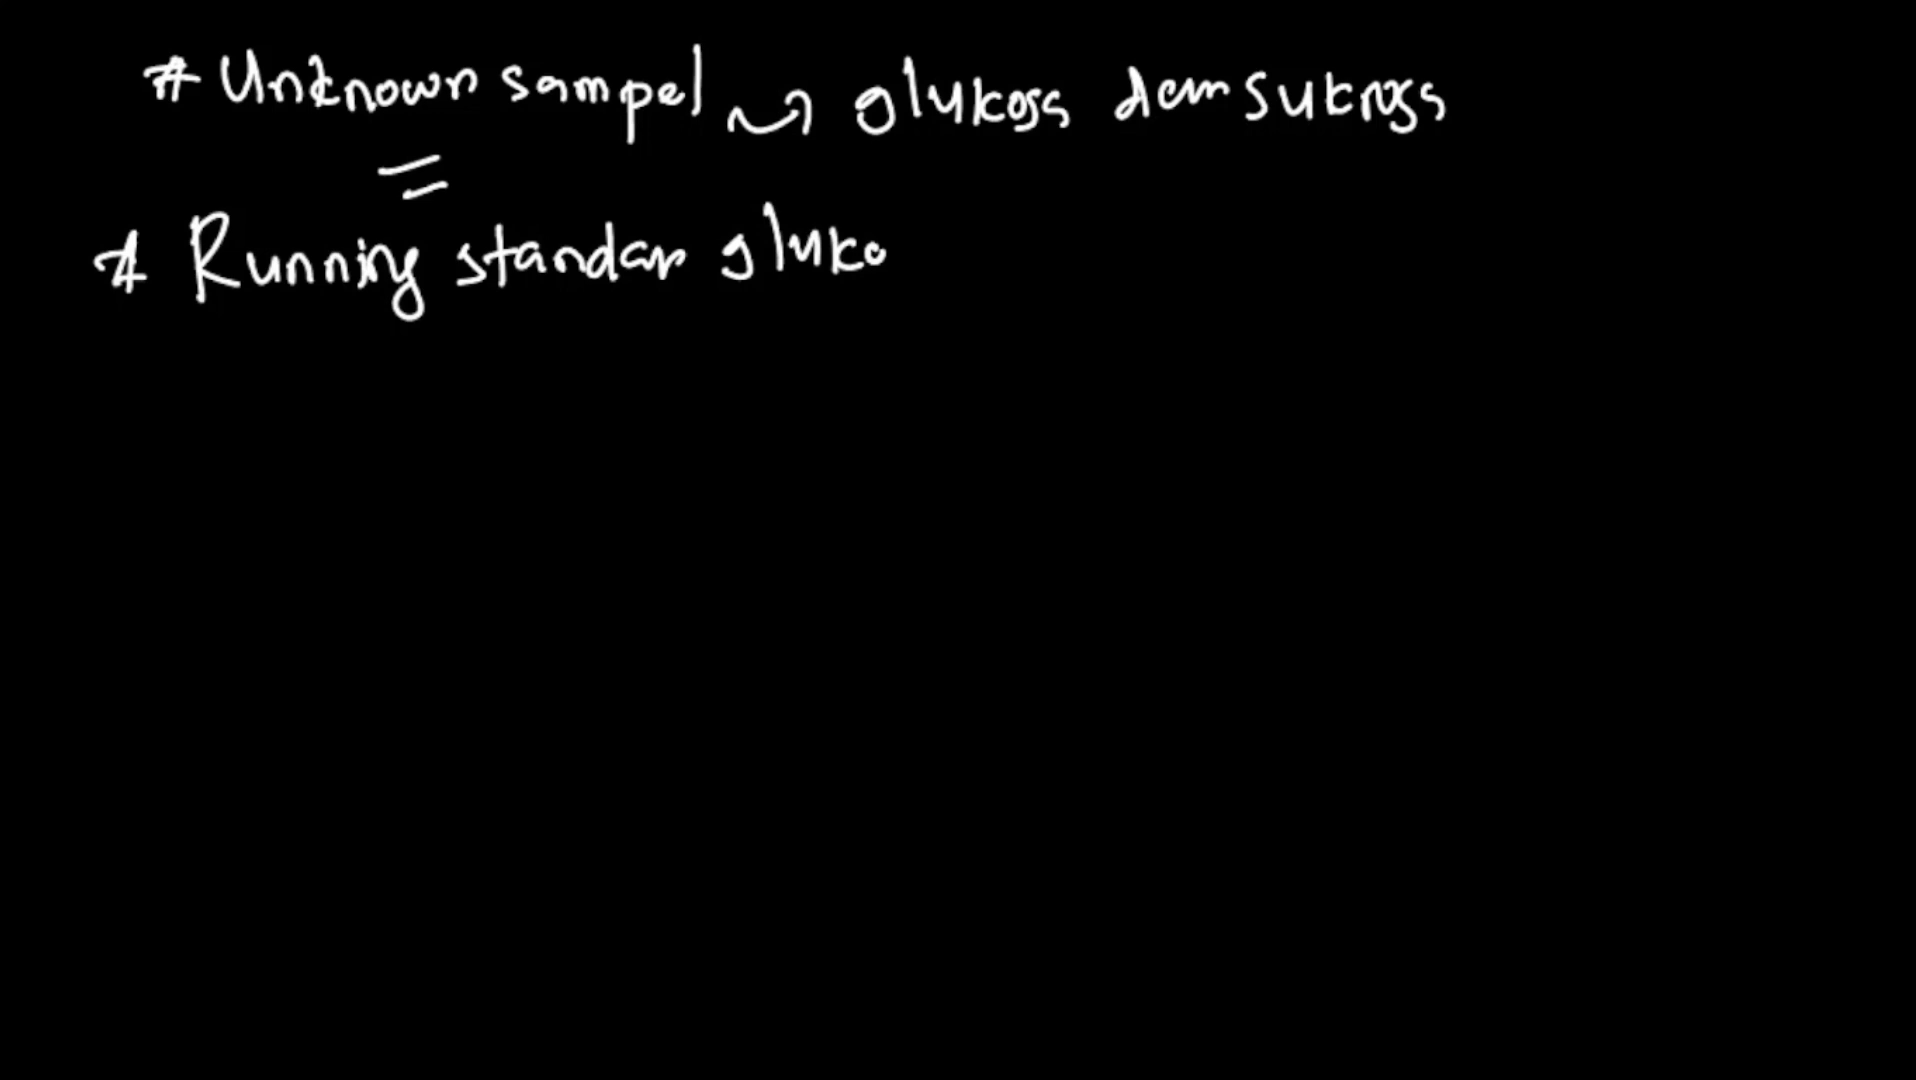 # Unknown sampel ⤳ glukosa dan sukrosa
=
# Running standar gluko